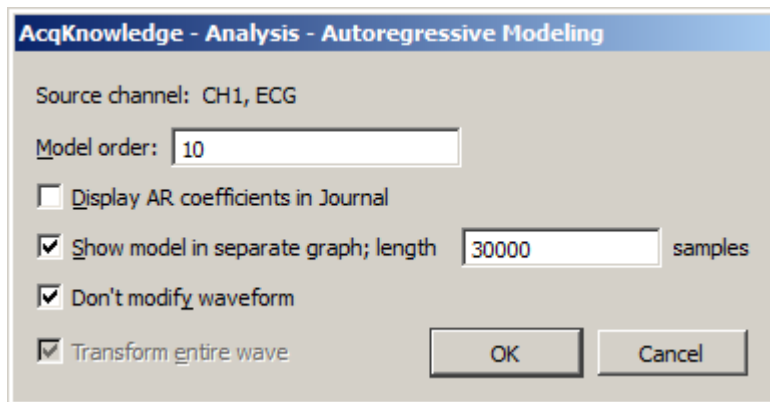 AcqKnowledge - Analysis - Autoregressive Modeling
Source channel: CH1, ECG
Model order: 10
Display AR coefficients in Journal
Show model in separate graph; length 30000 samples
Don't modify waveform
Transform entire wave OK Cancel